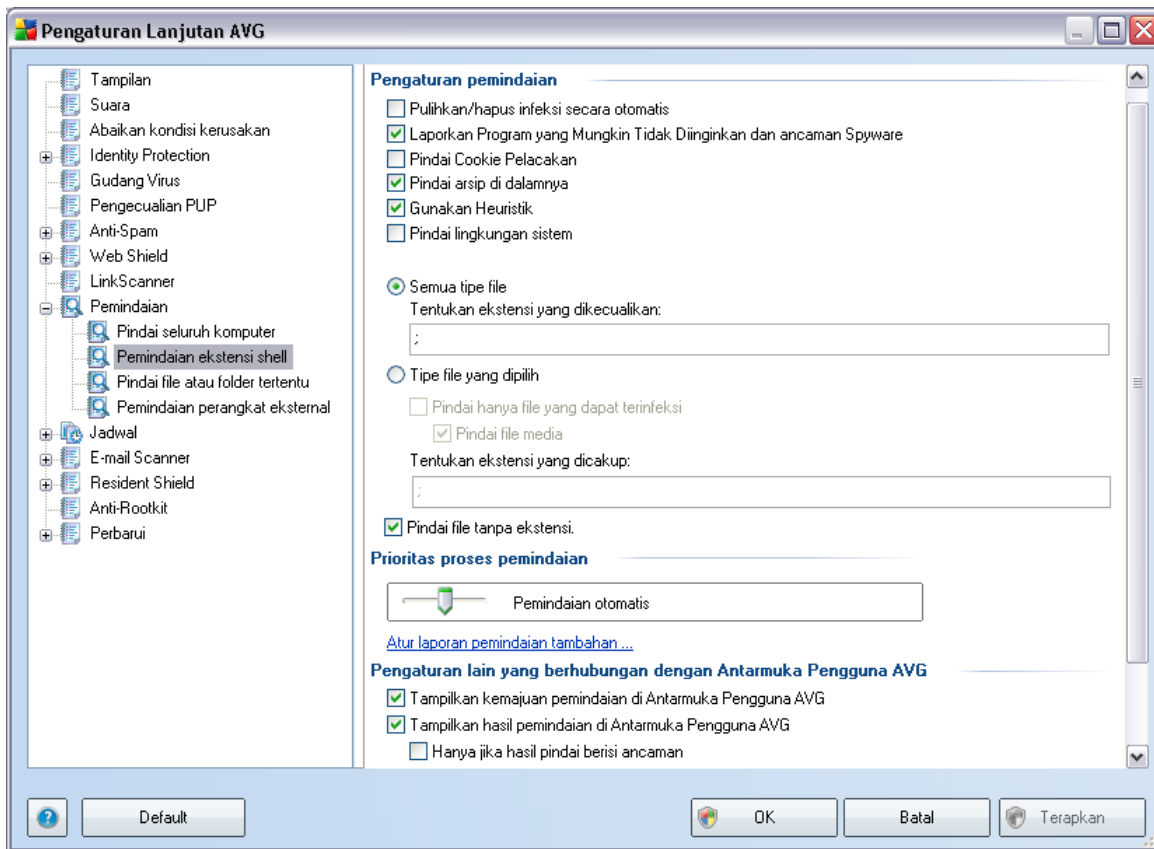 Pengaturan Lanjutan AVG
Tampilan
Suara
Abaikan kondisi kerusakan
Identity Protection
Gudang Virus
Pengecualian PUP
Anti-Spam
Web Shield
LinkScanner
Pemindaian
Pindai seluruh komputer
Pemindaian ekstensi shell
Pindai file atau folder tertentu
Pemindaian perangkat eksternal
Jadwal
E-mail Scanner
Resident Shield
Anti-Rootkit
Perbarui
Pengaturan pemindaian
Pulihkan/hapus infeksi secara otomatis
Laporkan Program yang Mungkin Tidak Diinginkan dan ancaman Spyware
Pindai Cookie Pelacakan
Pindai arsip di dalamnya
Gunakan Heuristik
Pindai lingkungan sistem
Semua tipe file
Tentukan ekstensi yang dikecualikan:
;
Tipe file yang dipilih
Pindai hanya file yang dapat terinfeksi
Pindai file media
Tentukan ekstensi yang dicakup:
;
Pindai file tanpa ekstensi.
Prioritas proses pemindaian
Pemindaian otomatis
Atur laporan pemindaian tambahan ...
Pengaturan lain yang berhubungan dengan Antarmuka Pengguna AVG
Tampilkan kemajuan pemindaian di Antarmuka Pengguna AVG
Tampilkan hasil pemindaian di Antarmuka Pengguna AVG
Hanya jika hasil pindai berisi ancaman
? Default OK Batal Terapkan